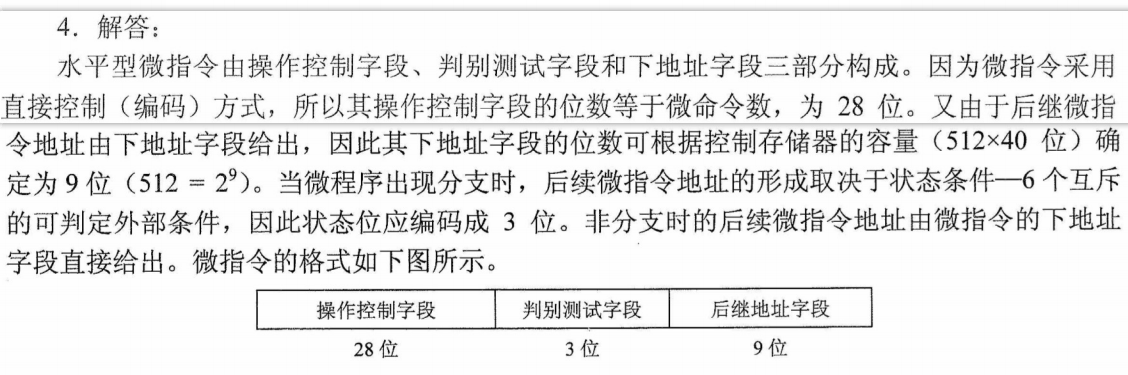 4．解答：
水平型微指令由操作控制字段、判别测试字段和下地址字段三部分构成。因为微指令采用
直接控制（编码）方式，所以其操作控制字段的位数等于微命令数，为 28 位。又由于后继微指
令地址由下地址字段给出，因此其下地址字段的位数可根据控制存储器的容量（512×40 位）确
定为 9 位（512 = 2⁹）。当微程序出现分支时，后续微指令地址的形成取决于状态条件—6 个互斥
的可判定外部条件，因此状态位应编码成 3 位。非分支时的后续微指令地址由微指令的下地址
字段直接给出。微指令的格式如下图所示。
操作控制字段 判别测试字段 后继地址字段
28 位 3 位 9 位